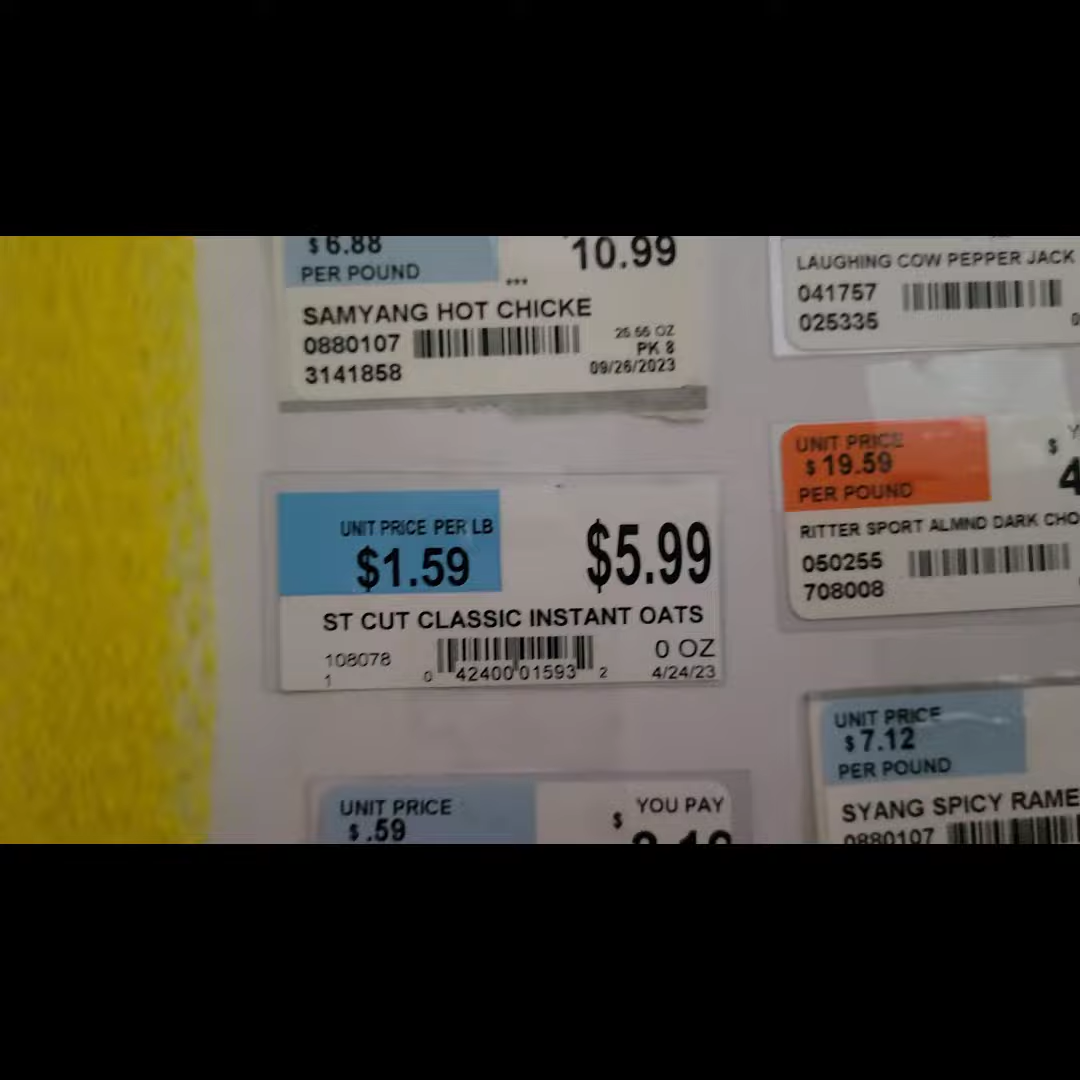 $ 6.88
PER POUND
10.99
SAMYANG HOT CHICKE
0880107
3141858
PK 8
09/26/2023
LAUGHING COW PEPPER JACK
041757
025335
UNIT PRICE PER LB
$1.59
$5.99
ST CUT CLASSIC INSTANT OATS
108078
1
0 42400 01593 2
0 OZ
4/24/23
UNIT PRICE
$ 19.59
PER POUND
$
4
RITTER SPORT ALMND DARK CHO
050255
708008
UNIT PRICE
$ .59
YOU PAY
$
UNIT PRICE
$ 7.12
PER POUND
SYANG SPICY RAME
0880107